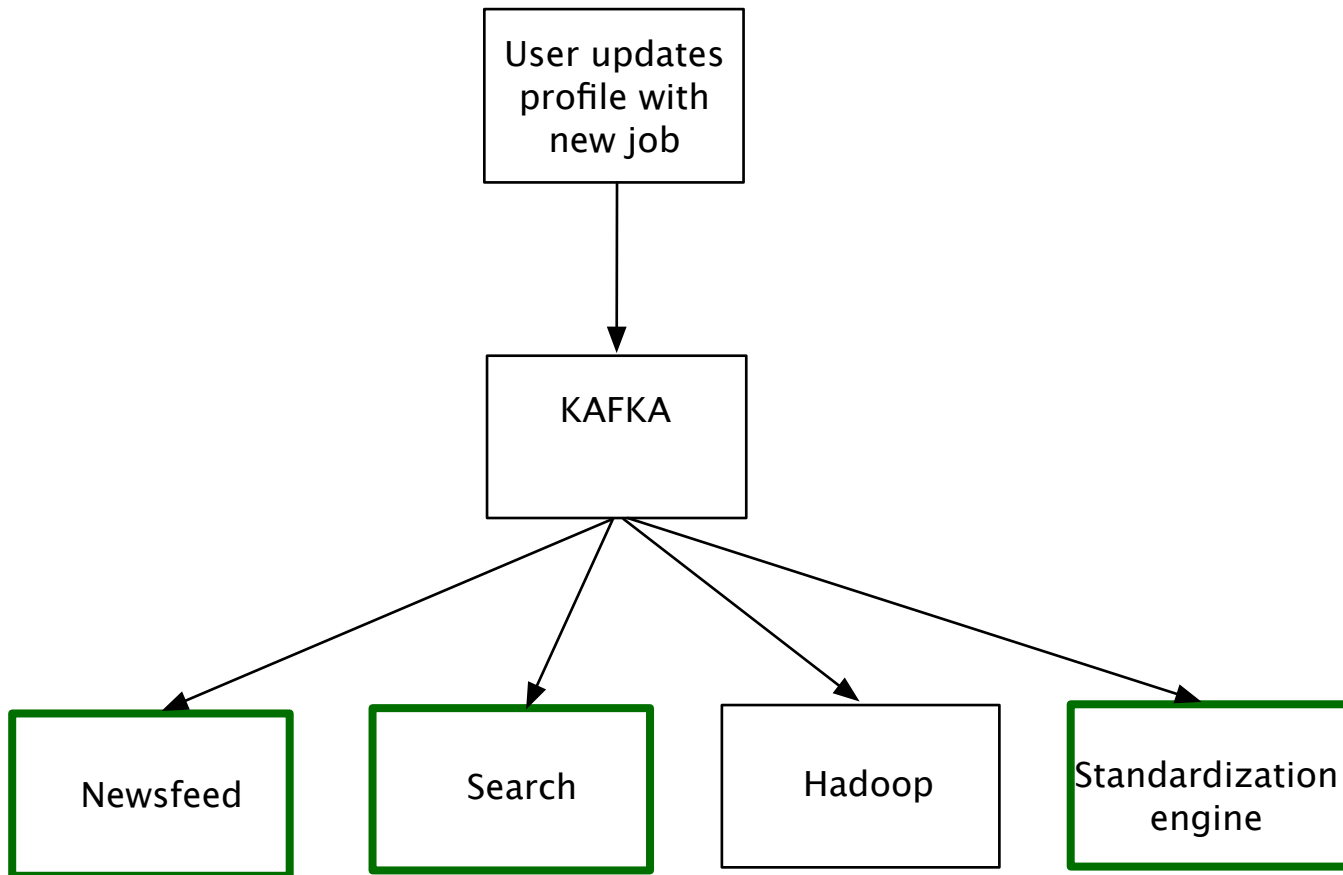 User updates
profile with
new job
KAFKA
Newsfeed
Search
Hadoop
Standardization
engine